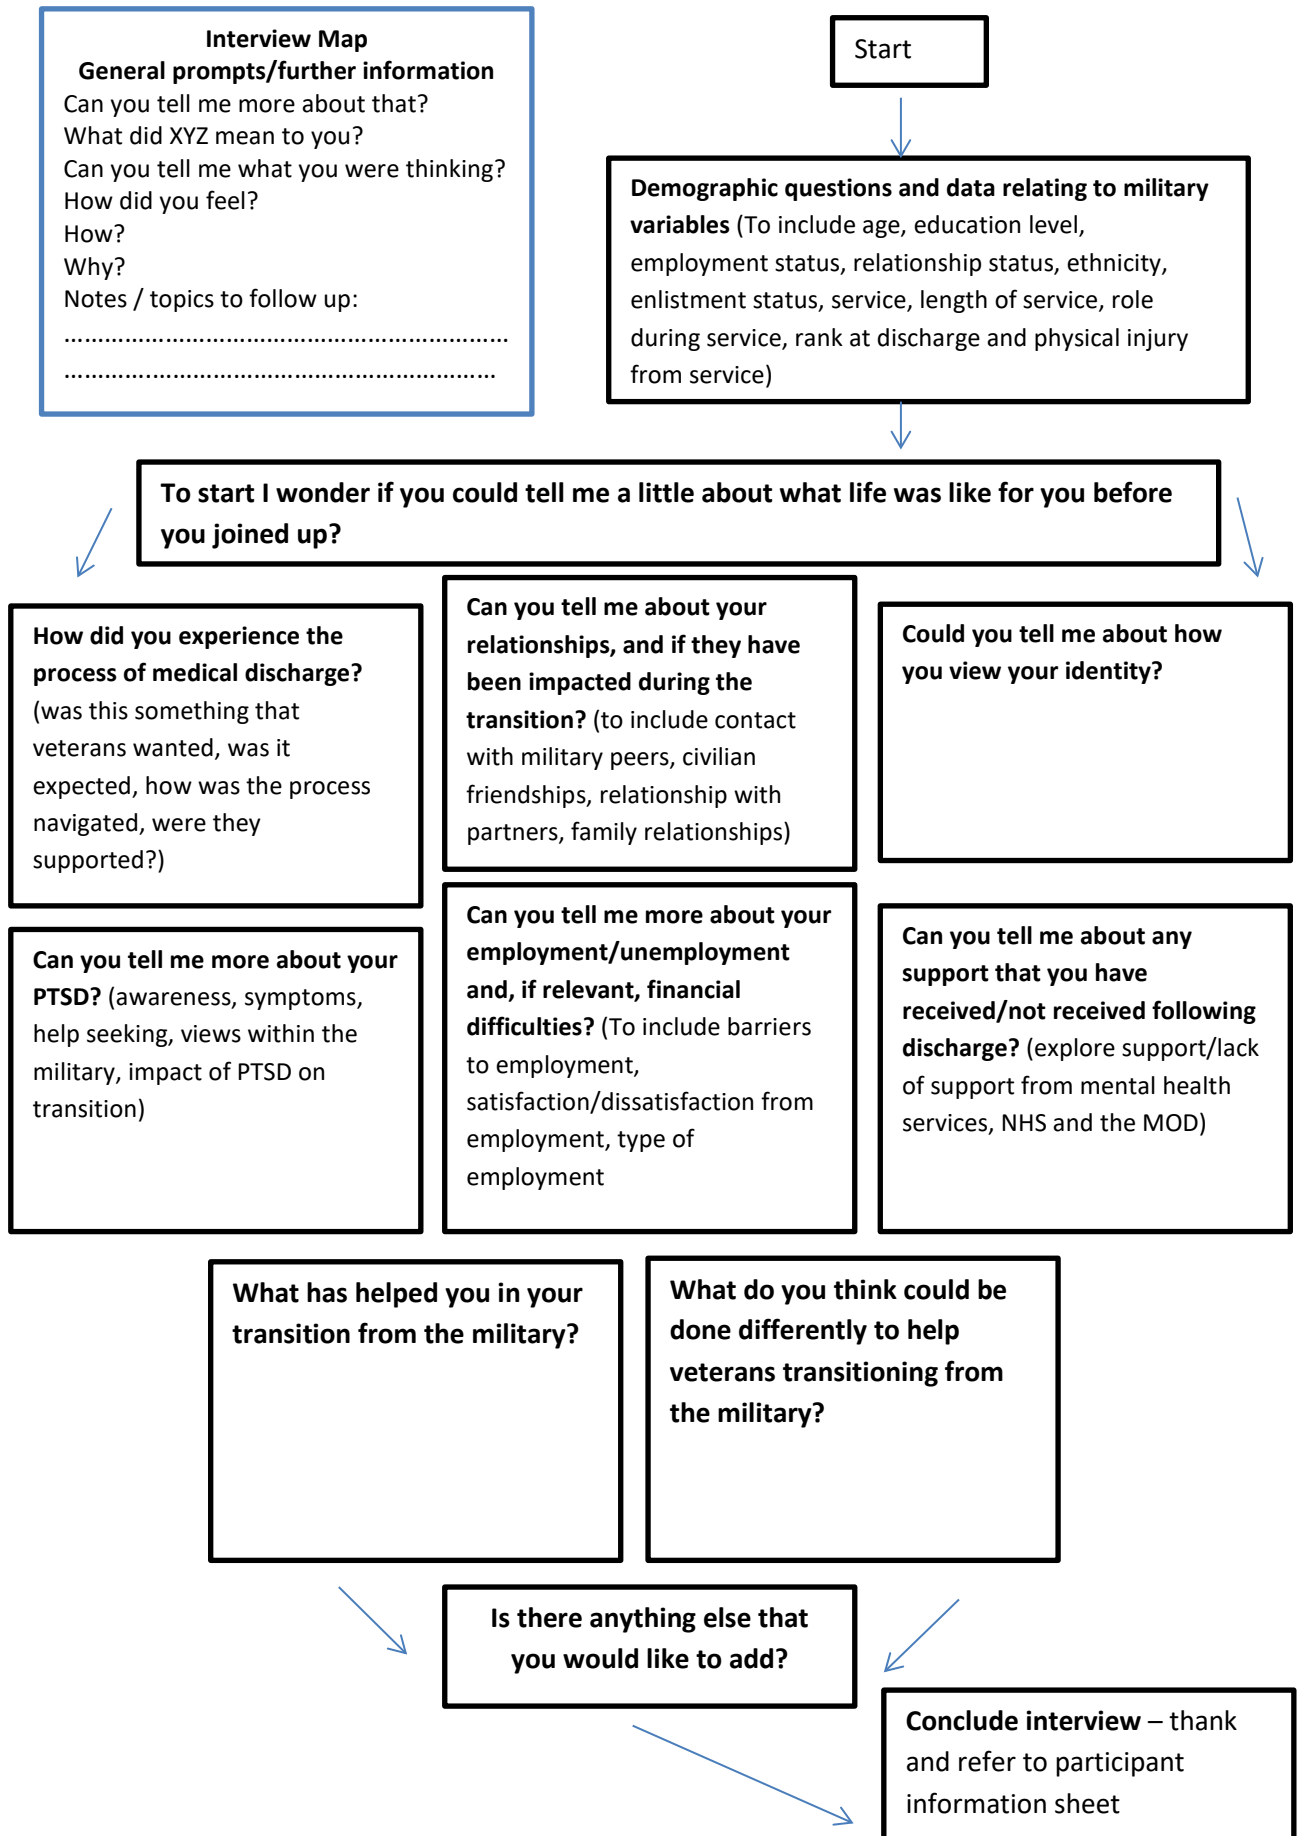 Interview Map
General prompts/further information
Can you tell me more about that?
What did XYZ mean to you?
Can you tell me what you were thinking?
How did you feel?
How?
Why?
Notes / topics to follow up:
…………………………………………………………
………….……………………………………………
Start
Demographic questions and data relating to military
variables (To include age, education level,
employment status, relationship status, ethnicity,
enlistment status, service, length of service, role
during service, rank at discharge and physical injury
from service)
To start I wonder if you could tell me a little about what life was like for you before
you joined up?
How did you experience the
process of medical discharge?
(was this something that
veterans wanted, was it
expected, how was the process
navigated, were they
supported?)
Can you tell me about your
relationships, and if they have
been impacted during the
transition? (to include contact
with military peers, civilian
friendships, relationship with
partners, family relationships)
Could you tell me about how
you view your identity?
Can you tell me more about your
PTSD? (awareness, symptoms,
help seeking, views within the
military, impact of PTSD on
transition)
Can you tell me more about your
employment/unemployment
and, if relevant, financial
difficulties? (To include barriers
to employment,
satisfaction/dissatisfaction from
employment, type of
employment
Can you tell me about any
support that you have
received/not received following
discharge? (explore support/lack
of support from mental health
services, NHS and the MOD)
What has helped you in your
transition from the military?
What do you think could be
done differently to help
veterans transitioning from
the military?
Is there anything else that
you would like to add?
Conclude interview – thank
and refer to participant
information sheet